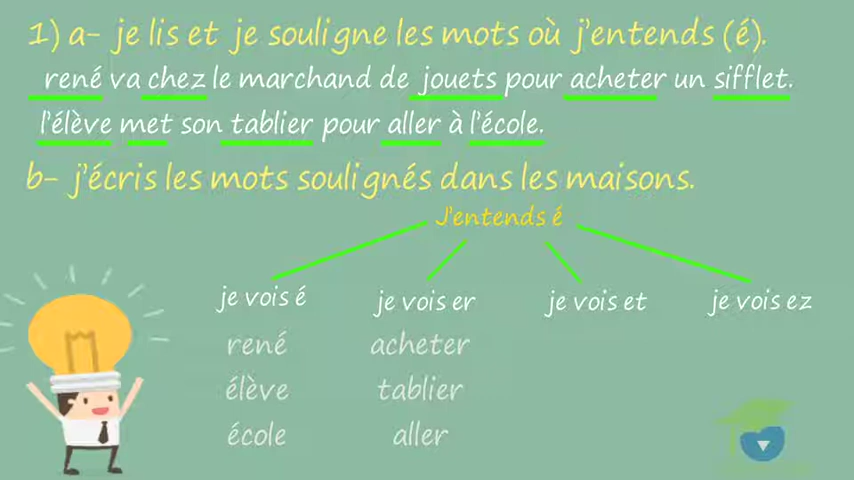 1) a- je lis et je souligne les mots où j'entends (é).
rené va chez le marchand de jouets pour acheter un sifflet.
l'élève met son tablier pour aller à l'école.
b- j'écris les mots soulignés dans les maisons.
J'entends é
je vois é je vois er je vois et je vois ez
rené acheter
élève tablier
école aller